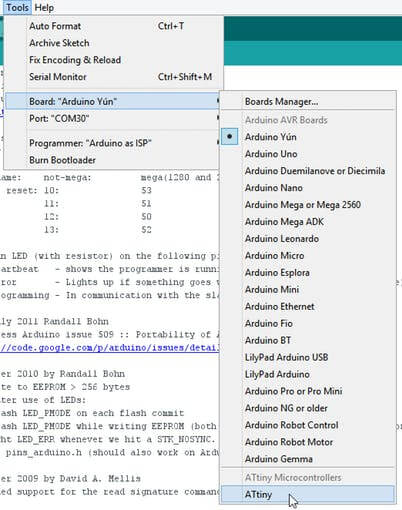 Tools Help
Auto Format Ctrl+T
Archive Sketch
Fix Encoding & Reload
Serial Monitor Ctrl+Shift+M
Board: "Arduino Yún"
Port: "COM30"
Programmer: "Arduino as ISP"
Burn Bootloader
Boards Manager...
Arduino AVR Boards
Arduino Yún
Arduino Uno
Arduino Duemilanove or Diecimila
Arduino Nano
Arduino Mega or Mega 2560
Arduino Mega ADK
Arduino Leonardo
Arduino Micro
Arduino Esplora
Arduino Mini
Arduino Ethernet
Arduino Fio
Arduino BT
LilyPad Arduino USB
LilyPad Arduino
Arduino Pro or Pro Mini
Arduino NG or older
Arduino Robot Control
Arduino Robot Motor
Arduino Gemma
ATtiny Microcontrollers
ATtiny
name: not-mega: mega(1280 and 2
reset: 10: 53
11: 51
12: 50
13: 52
n LED (with resistor) on the following pi
artbeat - shows the programmer is runni
ror - Lights up if something goes w
ogramming - In communication with the sla
ly 2011 Randall Bohn
ess Arduino issue 509 :: Portability of A
//code.google.com/p/arduino/issues/detai
er 2010 by Randall Bohn
te to EEPROM > 256 bytes
ter use of LEDs:
ash LED_PMODE on each flash commit
ash LED_PMODE while writing EEPROM (both
ht LED_ERR whenever we hit a STK_NOSYNC.
pins_arduino.h (should also work on Ardu
er 2009 by David A. Mellis
ed support for the read signature comman